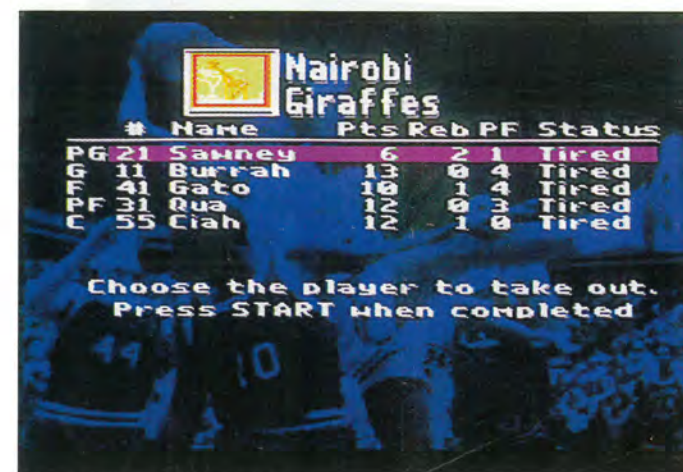 Nairobi
Giraffes
# Name Pts Reb PF Status
PG 21 Sawney 6 2 1 Tired
G 11 Burrah 13 0 4 Tired
F 41 Gato 10 1 4 Tired
PF 31 Qua 12 0 3 Tired
C 55 Ciah 12 1 0 Tired
Choose the player to take out.
Press START when completed
44 10